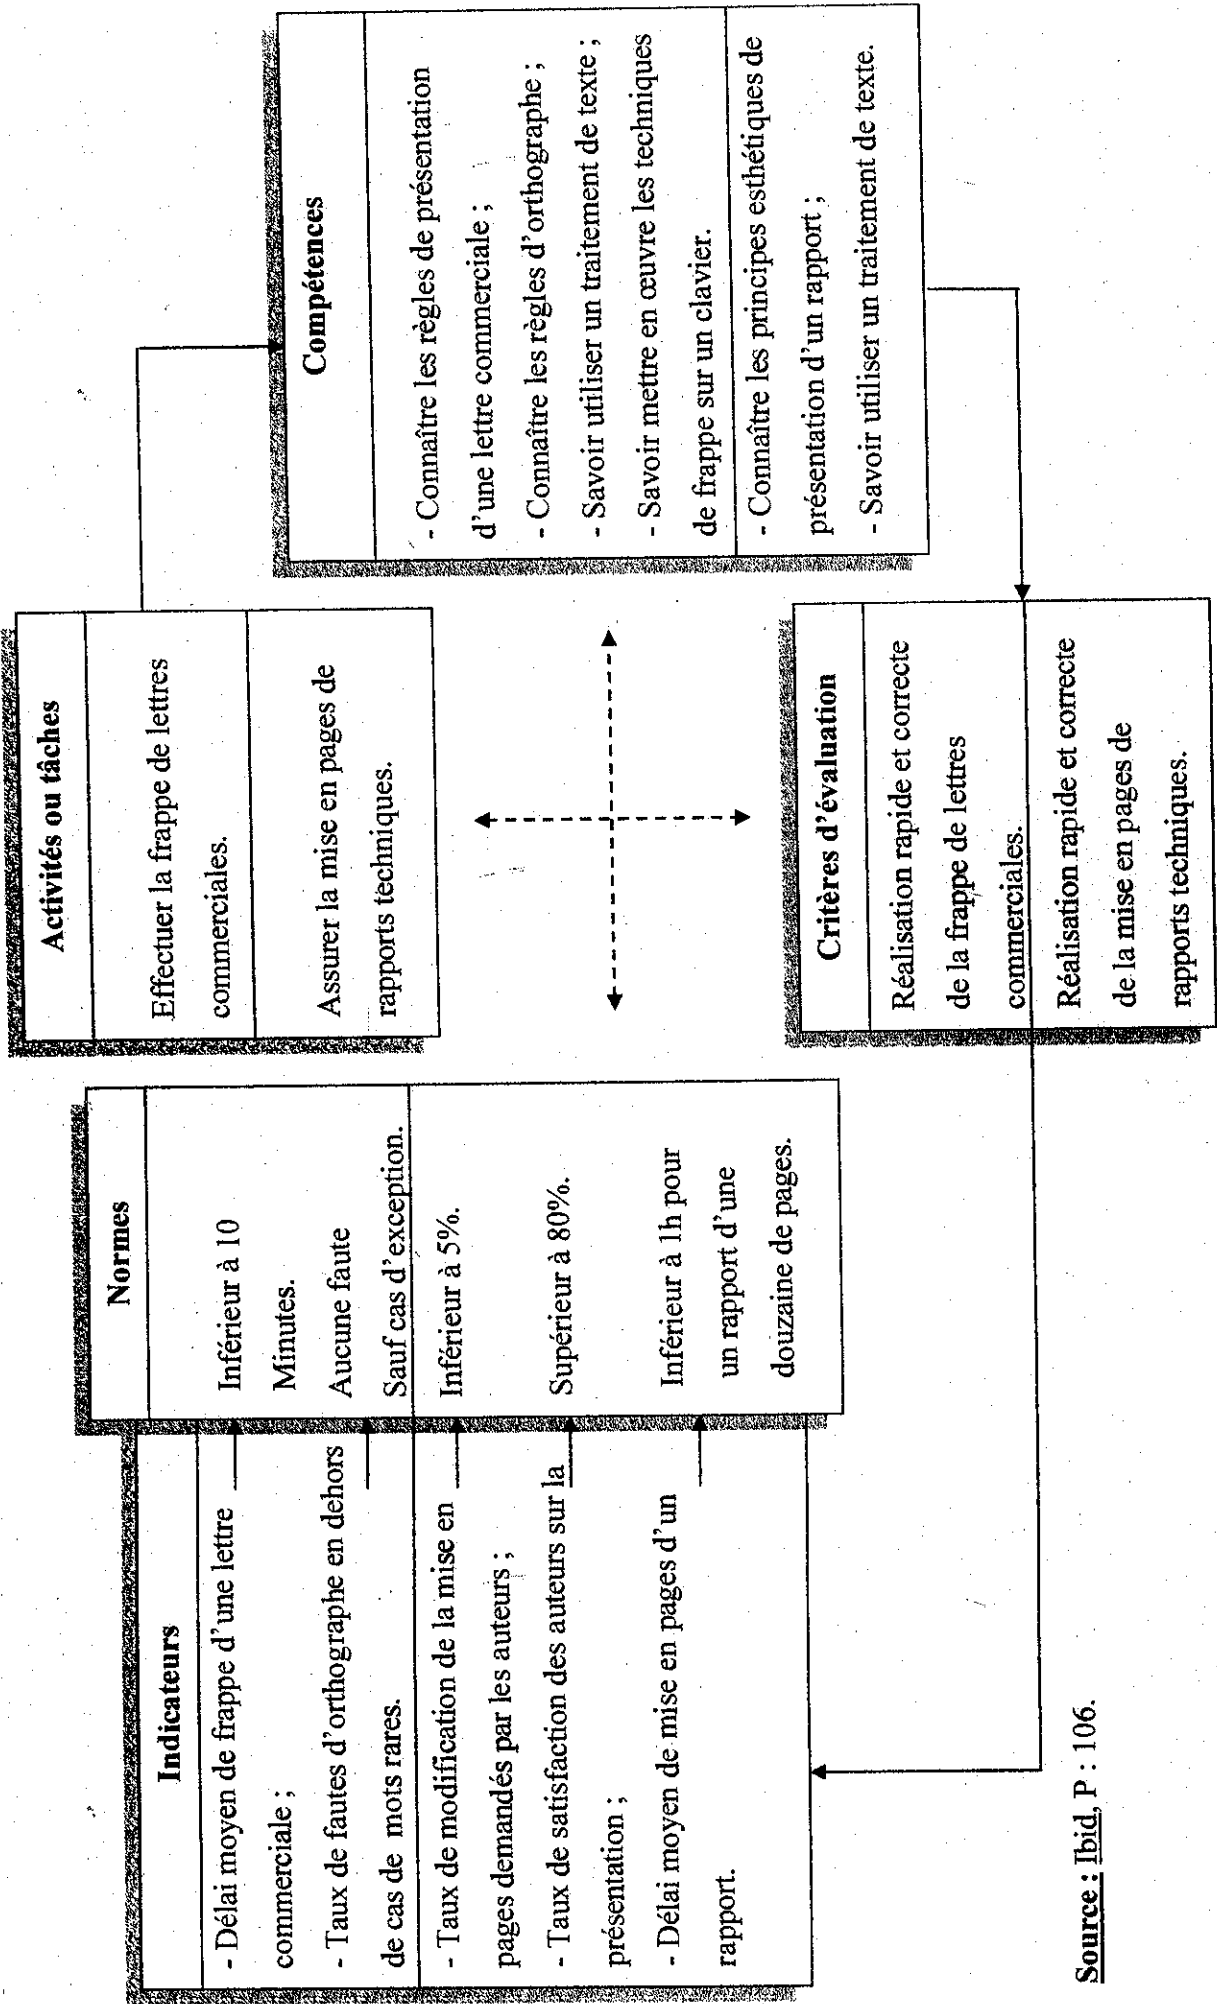 Activités ou tâches
Effectuer la frappe de lettres
commerciales.
Assurer la mise en pages de
rapports techniques.
Compétences
- Connaître les règles de présentation
d'une lettre commerciale ;
- Connaître les règles d'orthographe ;
- Savoir utiliser un traitement de texte ;
- Savoir mettre en œuvre les techniques
de frappe sur un clavier.
- Connaître les principes esthétiques de
présentation d'un rapport ;
- Savoir utiliser un traitement de texte.
Critères d'évaluation
Réalisation rapide et correcte
de la frappe de lettres
commerciales.
Réalisation rapide et correcte
de la mise en pages de
rapports techniques.
Indicateurs
- Délai moyen de frappe d'une lettre
commerciale ;
- Taux de fautes d'orthographe en dehors
de cas de mots rares.
- Taux de modification de la mise en
pages demandés par les auteurs ;
- Taux de satisfaction des auteurs sur la
présentation ;
- Délai moyen de mise en pages d'un
rapport.
Normes
Inférieur à 10
Minutes.
Aucune faute
Sauf cas d'exception.
Inférieur à 5%.
Supérieur à 80%.
Inférieur à 1h pour
un rapport d'une
douzaine de pages.
Source : Ibid, P : 106.